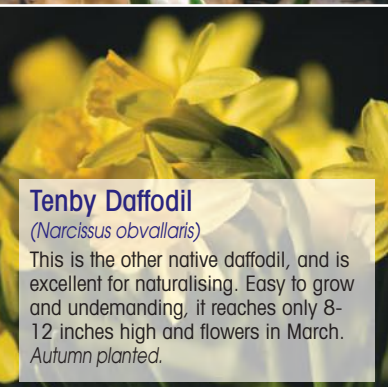 Tenby Daffodil
(Narcissus obvallaris)
This is the other native daffodil, and is
excellent for naturalising. Easy to grow
and undemanding, it reaches only 8-
12 inches high and flowers in March.
Autumn planted.